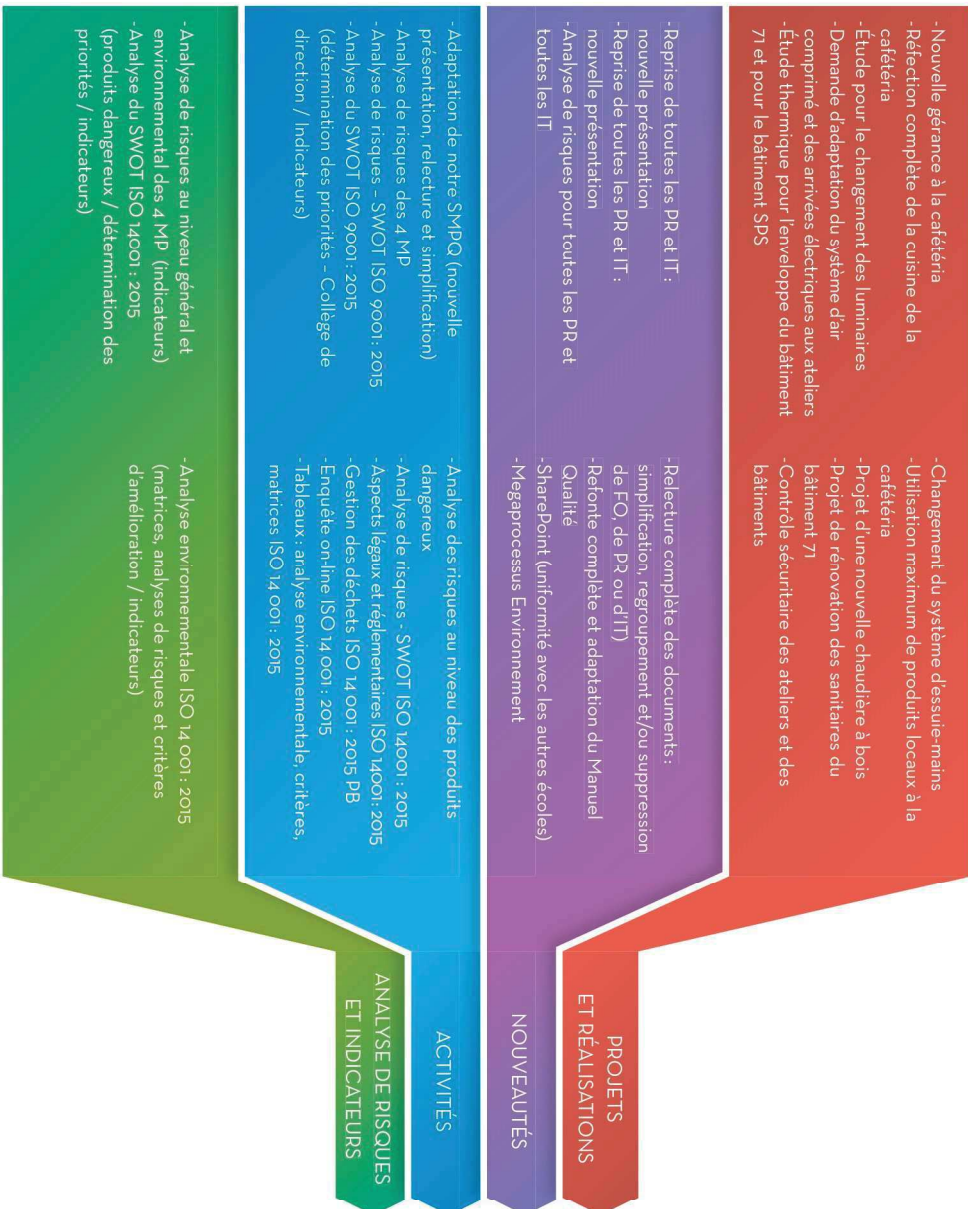 PROJETS
ET RÉALISATIONS
- Nouvelle gérance à la cafétéria
- Réfection complète de la cuisine de la
cafétéria
- Étude pour le changement des luminaires
- Demande d'adaptation du système d'air
comprimé et des arrivées électriques aux ateliers
- Étude thermique pour l'enveloppe du bâtiment
71 et pour le bâtiment SPS
- Changement du système d'essuie-mains
- Utilisation maximum de produits locaux à la
cafétéria
- Projet d'une nouvelle chaudière à bois
- Projet de rénovation des sanitaires du
bâtiment 71
- Contrôle sécuritaire des ateliers et des
bâtiments
NOUVEAUTÉS
- Reprise de toutes les PR et IT :
nouvelle présentation
- Reprise de toutes les PR et IT :
nouvelle présentation
- Analyse de risques pour toutes les PR et
toutes les IT
- Relecture complète des documents :
simplification, regroupement et/ou suppression
de FO, de PR ou d'IT)
- Refonte complète et adaptation du Manuel
Qualité
- SharePoint (uniformité avec les autres écoles)
- Megaprocessus Environnement
ACTIVITÉS
- Adaptation de notre SMPQ (nouvelle
présentation, relecture et simplification)
- Analyse de risques des 4 MP
- Analyse de risques - SWOT ISO 9001 : 2015
- Analyse du SWOT ISO 9001 : 2015
(détermination des priorités - Collège de
direction / Indicateurs)
- Analyse des risques au niveau des produits
dangereux
- Analyse de risques - SWOT ISO 14001 : 2015
- Aspects légaux et réglementaires ISO 14001 : 2015
- Gestion des déchets ISO 14001 : 2015 PB
- Enquête on-line ISO 14001 : 2015
- Tableaux : analyse environnementale, critères,
matrices ISO 14001 : 2015
ANALYSE DE RISQUES
ET INDICATEURS
- Analyse de risques au niveau général et
environnemental des 4 MP (indicateurs)
- Analyse du SWOT ISO 14001 : 2015
(produits dangereux / détermination des
priorités / indicateurs)
- Analyse environnementale ISO 14 001 : 2015
(matrices, analyses de risques et critères
d'amélioration / indicateurs)